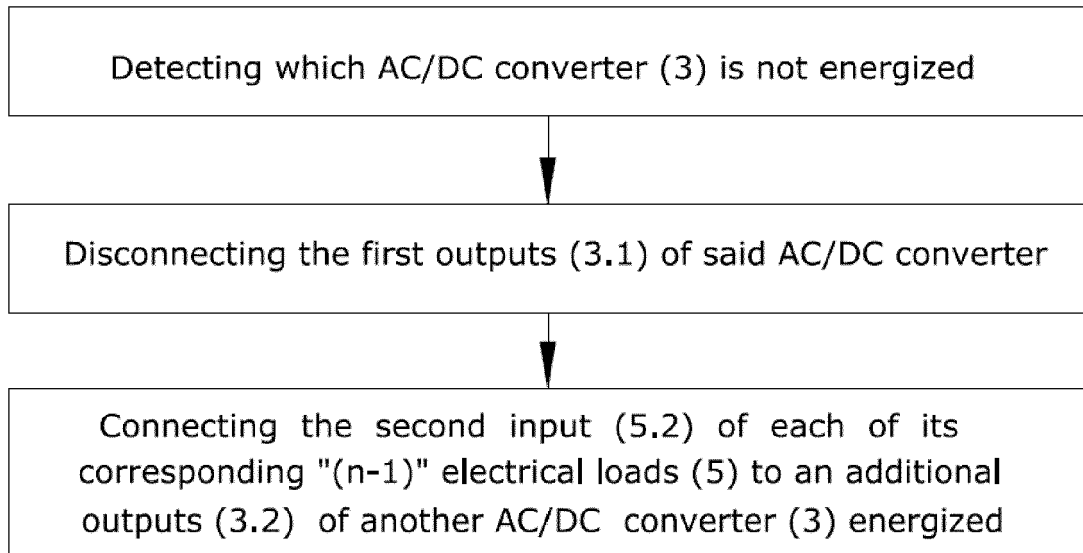 Detecting which AC/DC converter (3) is not energized
Disconnecting the first outputs (3.1) of said AC/DC converter
Connecting the second input (5.2) of each of its
corresponding "(n-1)" electrical loads (5) to an additional
outputs (3.2) of another AC/DC converter (3) energized